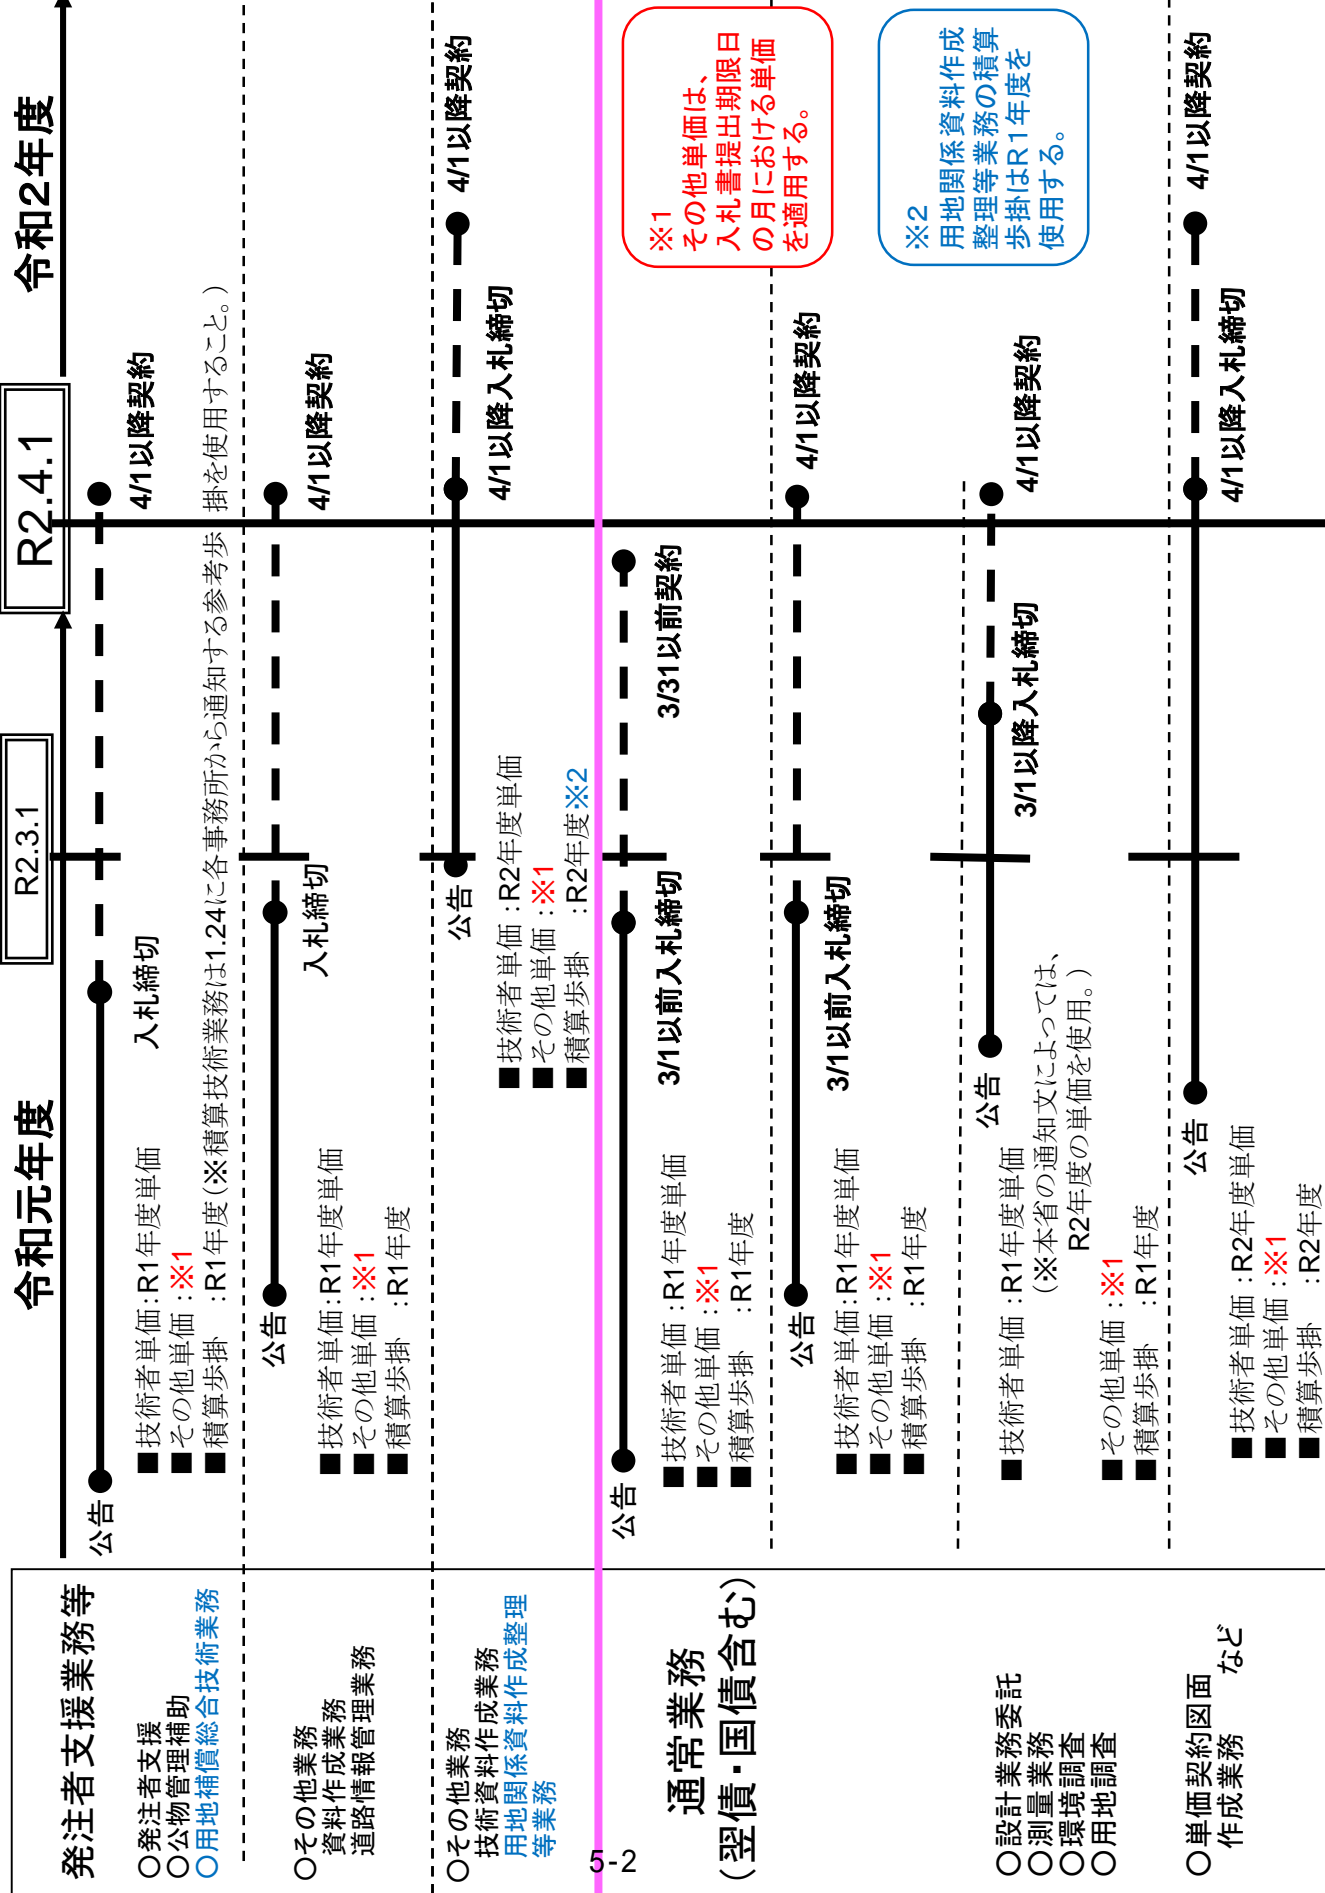 令和元年度
令和2年度
R2.3.1
R2.4.1
発注者支援業務等
○発注者支援
○公物管理補助
○用地補償総合技術業務
公告
入札締切
4/1以降契約
■技術者単価：R1年度単価
■その他単価：※1
■積算歩掛　：R1年度（※積算技術業務は1.24に各事務所から通知する参考歩 掛を使用すること。）
○その他業務
資料作成業務
道路情報管理業務
公告
入札締切
4/1以降契約
■技術者単価：R1年度単価
■その他単価：※1
■積算歩掛　：R1年度
○その他業務
技術資料作成業務
用地関係資料作成整理
等業務
公告
4/1以降入札締切
4/1以降契約
■技術者単価：R2年度単価
■その他単価：※1
■積算歩掛　：R2年度※2
通常業務
（翌債・国債含む）
公告
3/1以前入札締切
3/31以前契約
■技術者単価：R1年度単価
■その他単価：※1
■積算歩掛　：R1年度
※1
その他単価は、
入札書提出期限日
の月における単価
を適用する。
公告
3/1以前入札締切
4/1以降契約
■技術者単価：R1年度単価
■その他単価：※1
■積算歩掛　：R1年度
※2
用地関係資料作成
整理等業務の積算
歩掛はR1年度を
使用する。
○設計業務委託
○測量業務
○環境調査
○用地調査
公告
3/1以降入札締切
4/1以降契約
■技術者単価：R1年度単価
（※本省の通知文によっては、
R2年度の単価を使用。）
■その他単価：※1
■積算歩掛　：R1年度
○単価契約図面
作成業務　など
公告
4/1以降入札締切
4/1以降契約
■技術者単価：R2年度単価
■その他単価：※1
■積算歩掛　：R2年度
5-2